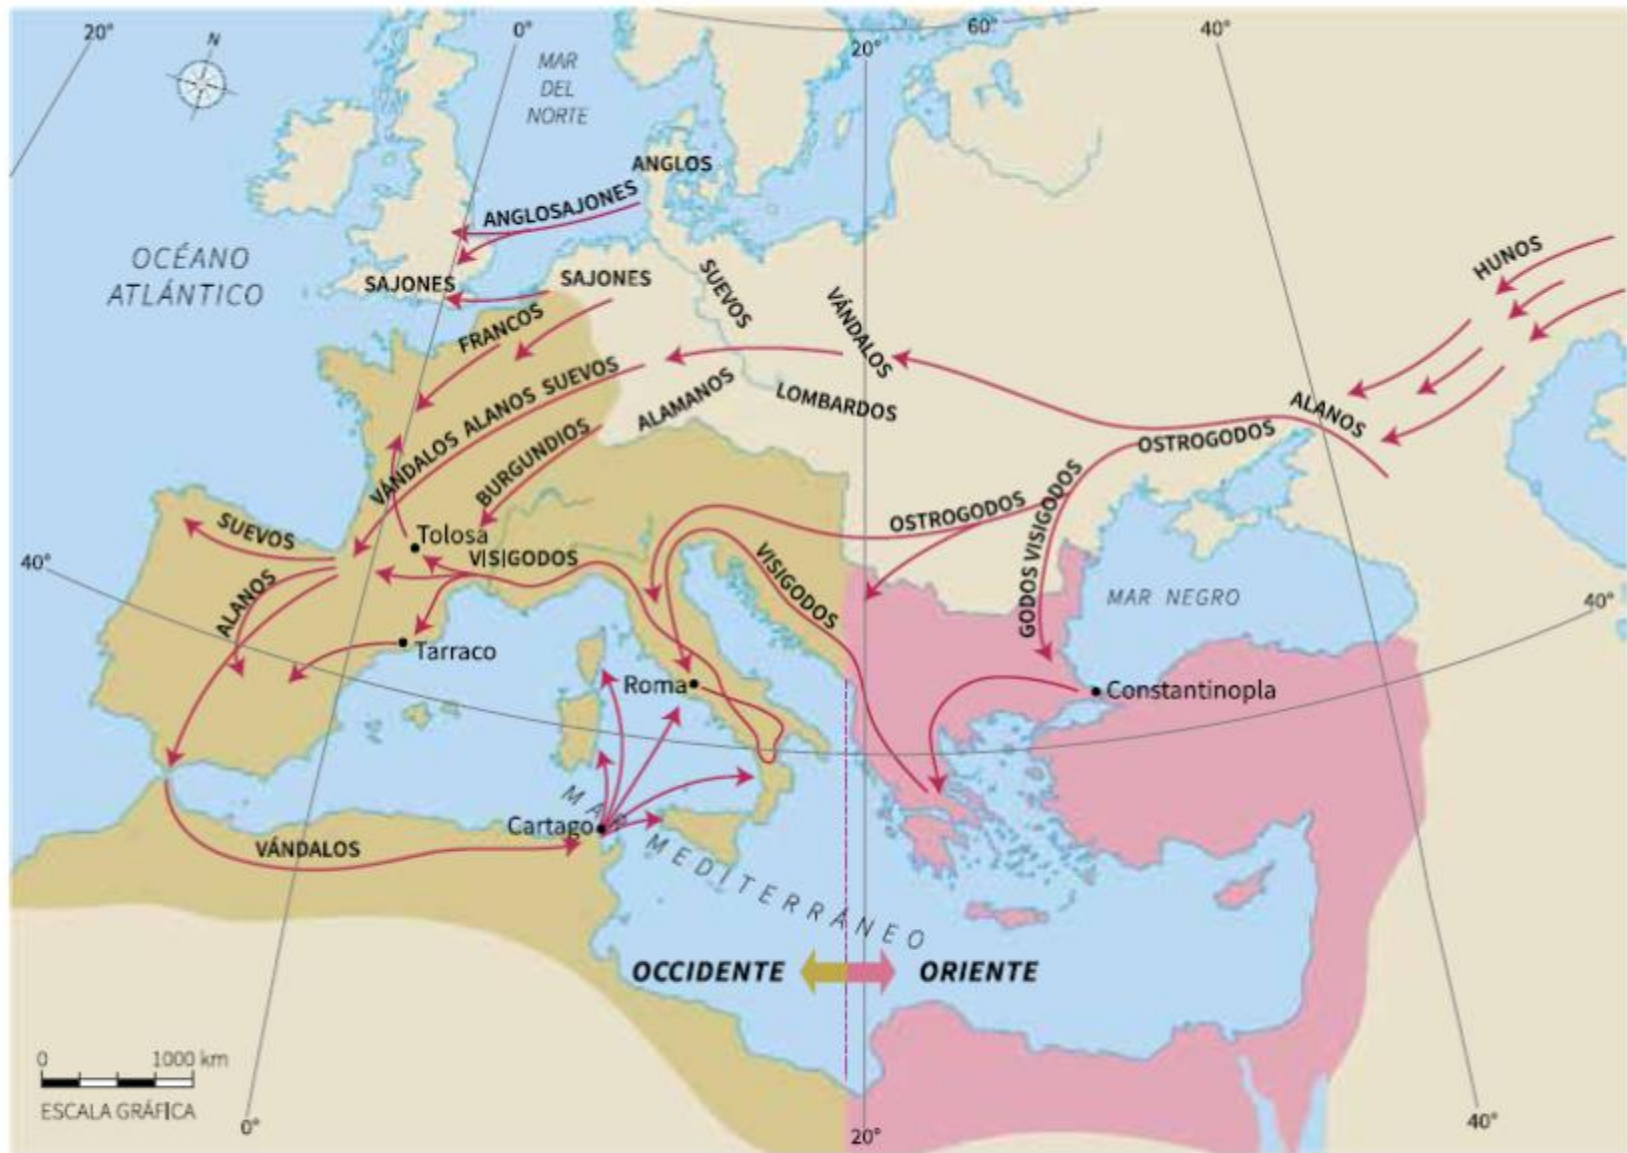 20°
0°
20°
60°
40°
N
MAR
DEL
NORTE
ANGLOS
ANGLOSAJONES
OCÉANO
ATLÁNTICO
SAJONES
SAJONES
SUEVOS
VÁNDALOS
HUNOS
FRANCOS
VÁNDALOS ALANOS SUEVOS
ALAMANOS
LOMBARDOS
ALANOS
OSTROGODOS
BURGUNDIOS
OSTROGODOS
GODOS VISIGODOS
SUEVOS
Tolosa
VISIGODOS
VISIGODOS
40°
ALANOS
MAR NEGRO
40°
Tarraco
Roma
Constantinopla
Cartago
MAR MEDITERRÁNEO
VÁNDALOS
OCCIDENTE
ORIENTE
0
1000 km
ESCALA GRÁFICA
0°
20°
40°